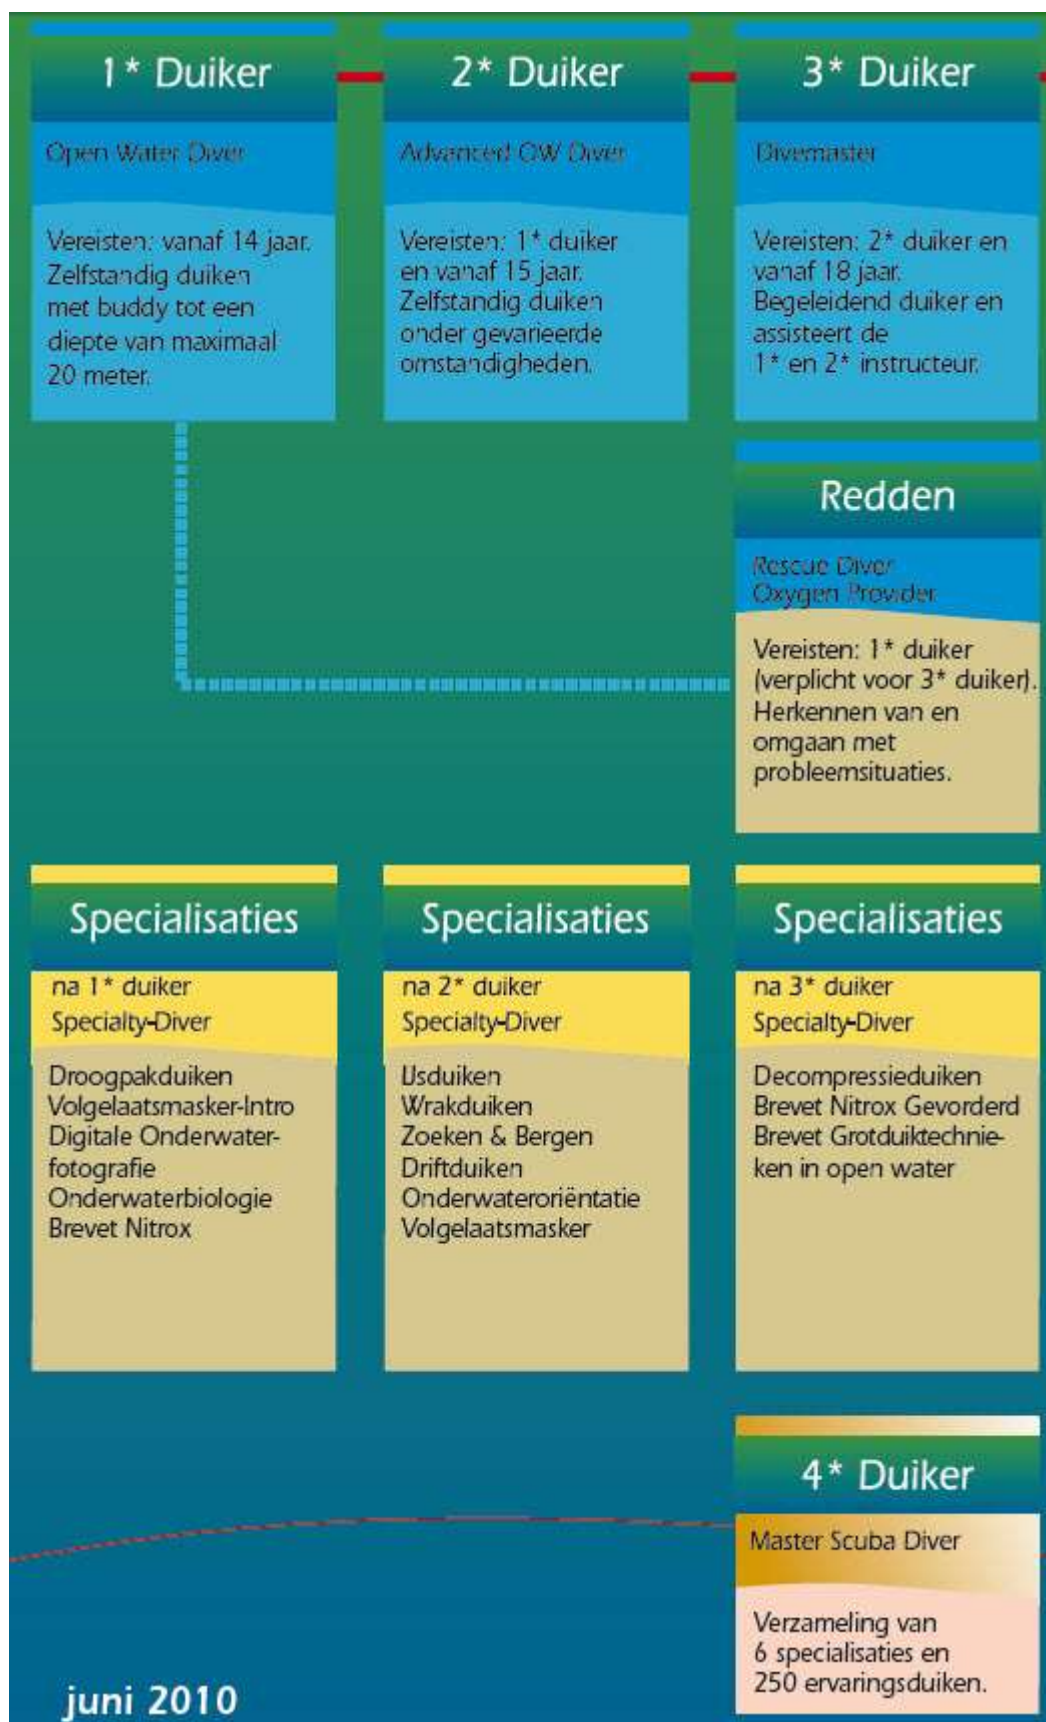 1* Duiker
Open Water Diver
Vereisten: vanaf 14 jaar.
Zelfstandig duiken
met buddy tot een
diepte van maximaal
20 meter.
2* Duiker
Advanced OW Diver
Vereisten: 1* duiker
en vanaf 15 jaar.
Zelfstandig duiken
onder gevarieerde
omstandigheden.
3* Duiker
Divemaster
Vereisten: 2* duiker en
vanaf 18 jaar.
Begeleidend duiker en
assisteert de
1* en 2* instructeur.
Redden
Rescue Diver
Oxygen Provider
Vereisten: 1* duiker
(verplicht voor 3* duiker).
Herkennen van en
omgaan met
probleemsituaties.
Specialisaties
na 1* duiker
Specialty-Diver
Droogpakduiken
Volgelaatsmasker-Intro
Digitale Onderwater-
fotografie
Onderwaterbiologie
Brevet Nitrox
Specialisaties
na 2* duiker
Specialty-Diver
IJsduiken
Wrakduiken
Zoeken & Bergen
Driftduiken
Onderwateroriëntatie
Volgelaatsmasker
Specialisaties
na 3* duiker
Specialty-Diver
Decompressieduiken
Brevet Nitrox Gevorderd
Brevet Grotduiktechnie-
ken in open water
4* Duiker
Master Scuba Diver
Verzameling van
6 specialisaties en
250 ervaringsduiken.
juni 2010